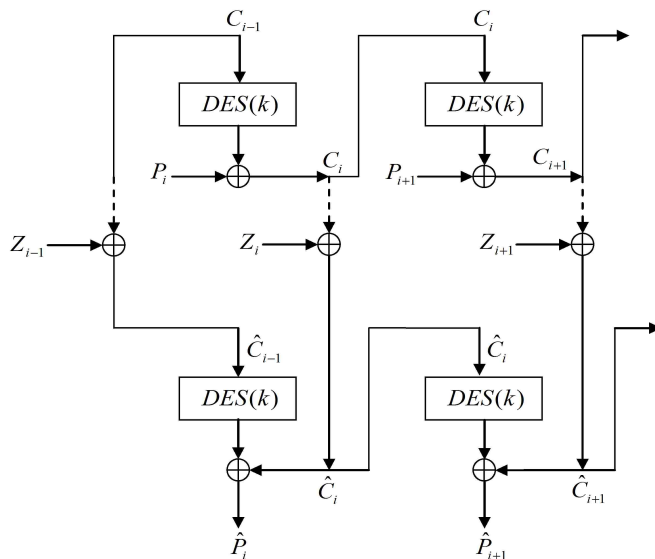 C_{i-1} C_i
DES(k) DES(k)
P_i C_i P_{i+1} C_{i+1}
Z_{i-1} Z_i Z_{i+1}
Ĉ_{i-1} Ĉ_i
DES(k) DES(k)
Ĉ_i Ĉ_{i+1}
P̂_i P̂_{i+1}